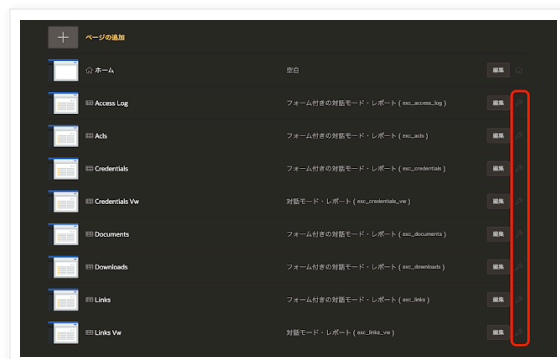 ページの追加
ホーム 空白 編集
Access Log フォーム付きの対話モード・レポート ( esc_access_log ) 編集
Acls フォーム付きの対話モード・レポート ( esc_acls ) 編集
Credentials フォーム付きの対話モード・レポート ( esc_credentials ) 編集
Credentials Vw 対話モード・レポート ( esc_credentials_vw ) 編集
Documents フォーム付きの対話モード・レポート ( esc_documents ) 編集
Downloads フォーム付きの対話モード・レポート ( esc_downloads ) 編集
Links フォーム付きの対話モード・レポート ( esc_links ) 編集
Links Vw 対話モード・レポート ( esc_links_vw ) 編集